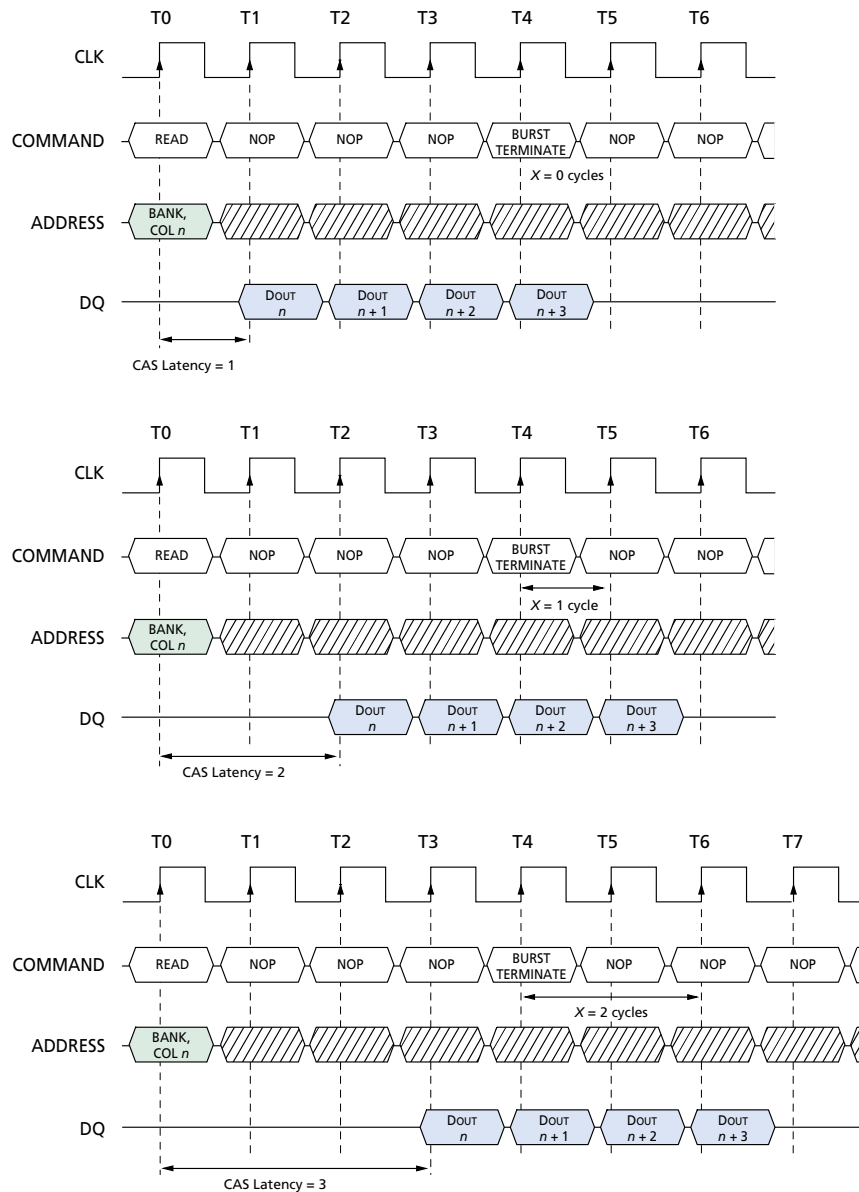 T0 T1 T2 T3 T4 T5 T6
CLK
COMMAND READ NOP NOP NOP BURST TERMINATE NOP NOP
X = 0 cycles
ADDRESS BANK, COL n
DQ DOUT n DOUT n + 1 DOUT n + 2 DOUT n + 3
CAS Latency = 1
T0 T1 T2 T3 T4 T5 T6
CLK
COMMAND READ NOP NOP NOP BURST TERMINATE NOP NOP
X = 1 cycle
ADDRESS BANK, COL n
DQ DOUT n DOUT n + 1 DOUT n + 2 DOUT n + 3
CAS Latency = 2
T0 T1 T2 T3 T4 T5 T6 T7
CLK
COMMAND READ NOP NOP NOP BURST TERMINATE NOP NOP NOP
X = 2 cycles
ADDRESS BANK, COL n
DQ DOUT n DOUT n + 1 DOUT n + 2 DOUT n + 3
CAS Latency = 3